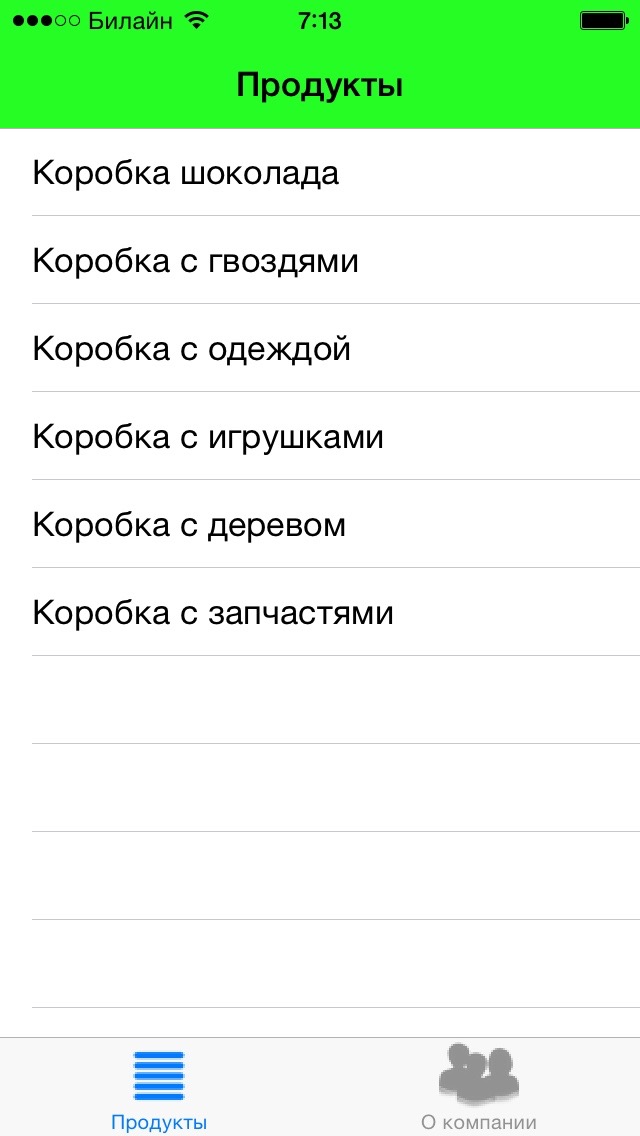 Билайн 7:13
Продукты
Коробка шоколада
Коробка с гвоздями
Коробка с одеждой
Коробка с игрушками
Коробка с деревом
Коробка с запчастями
Продукты О компании